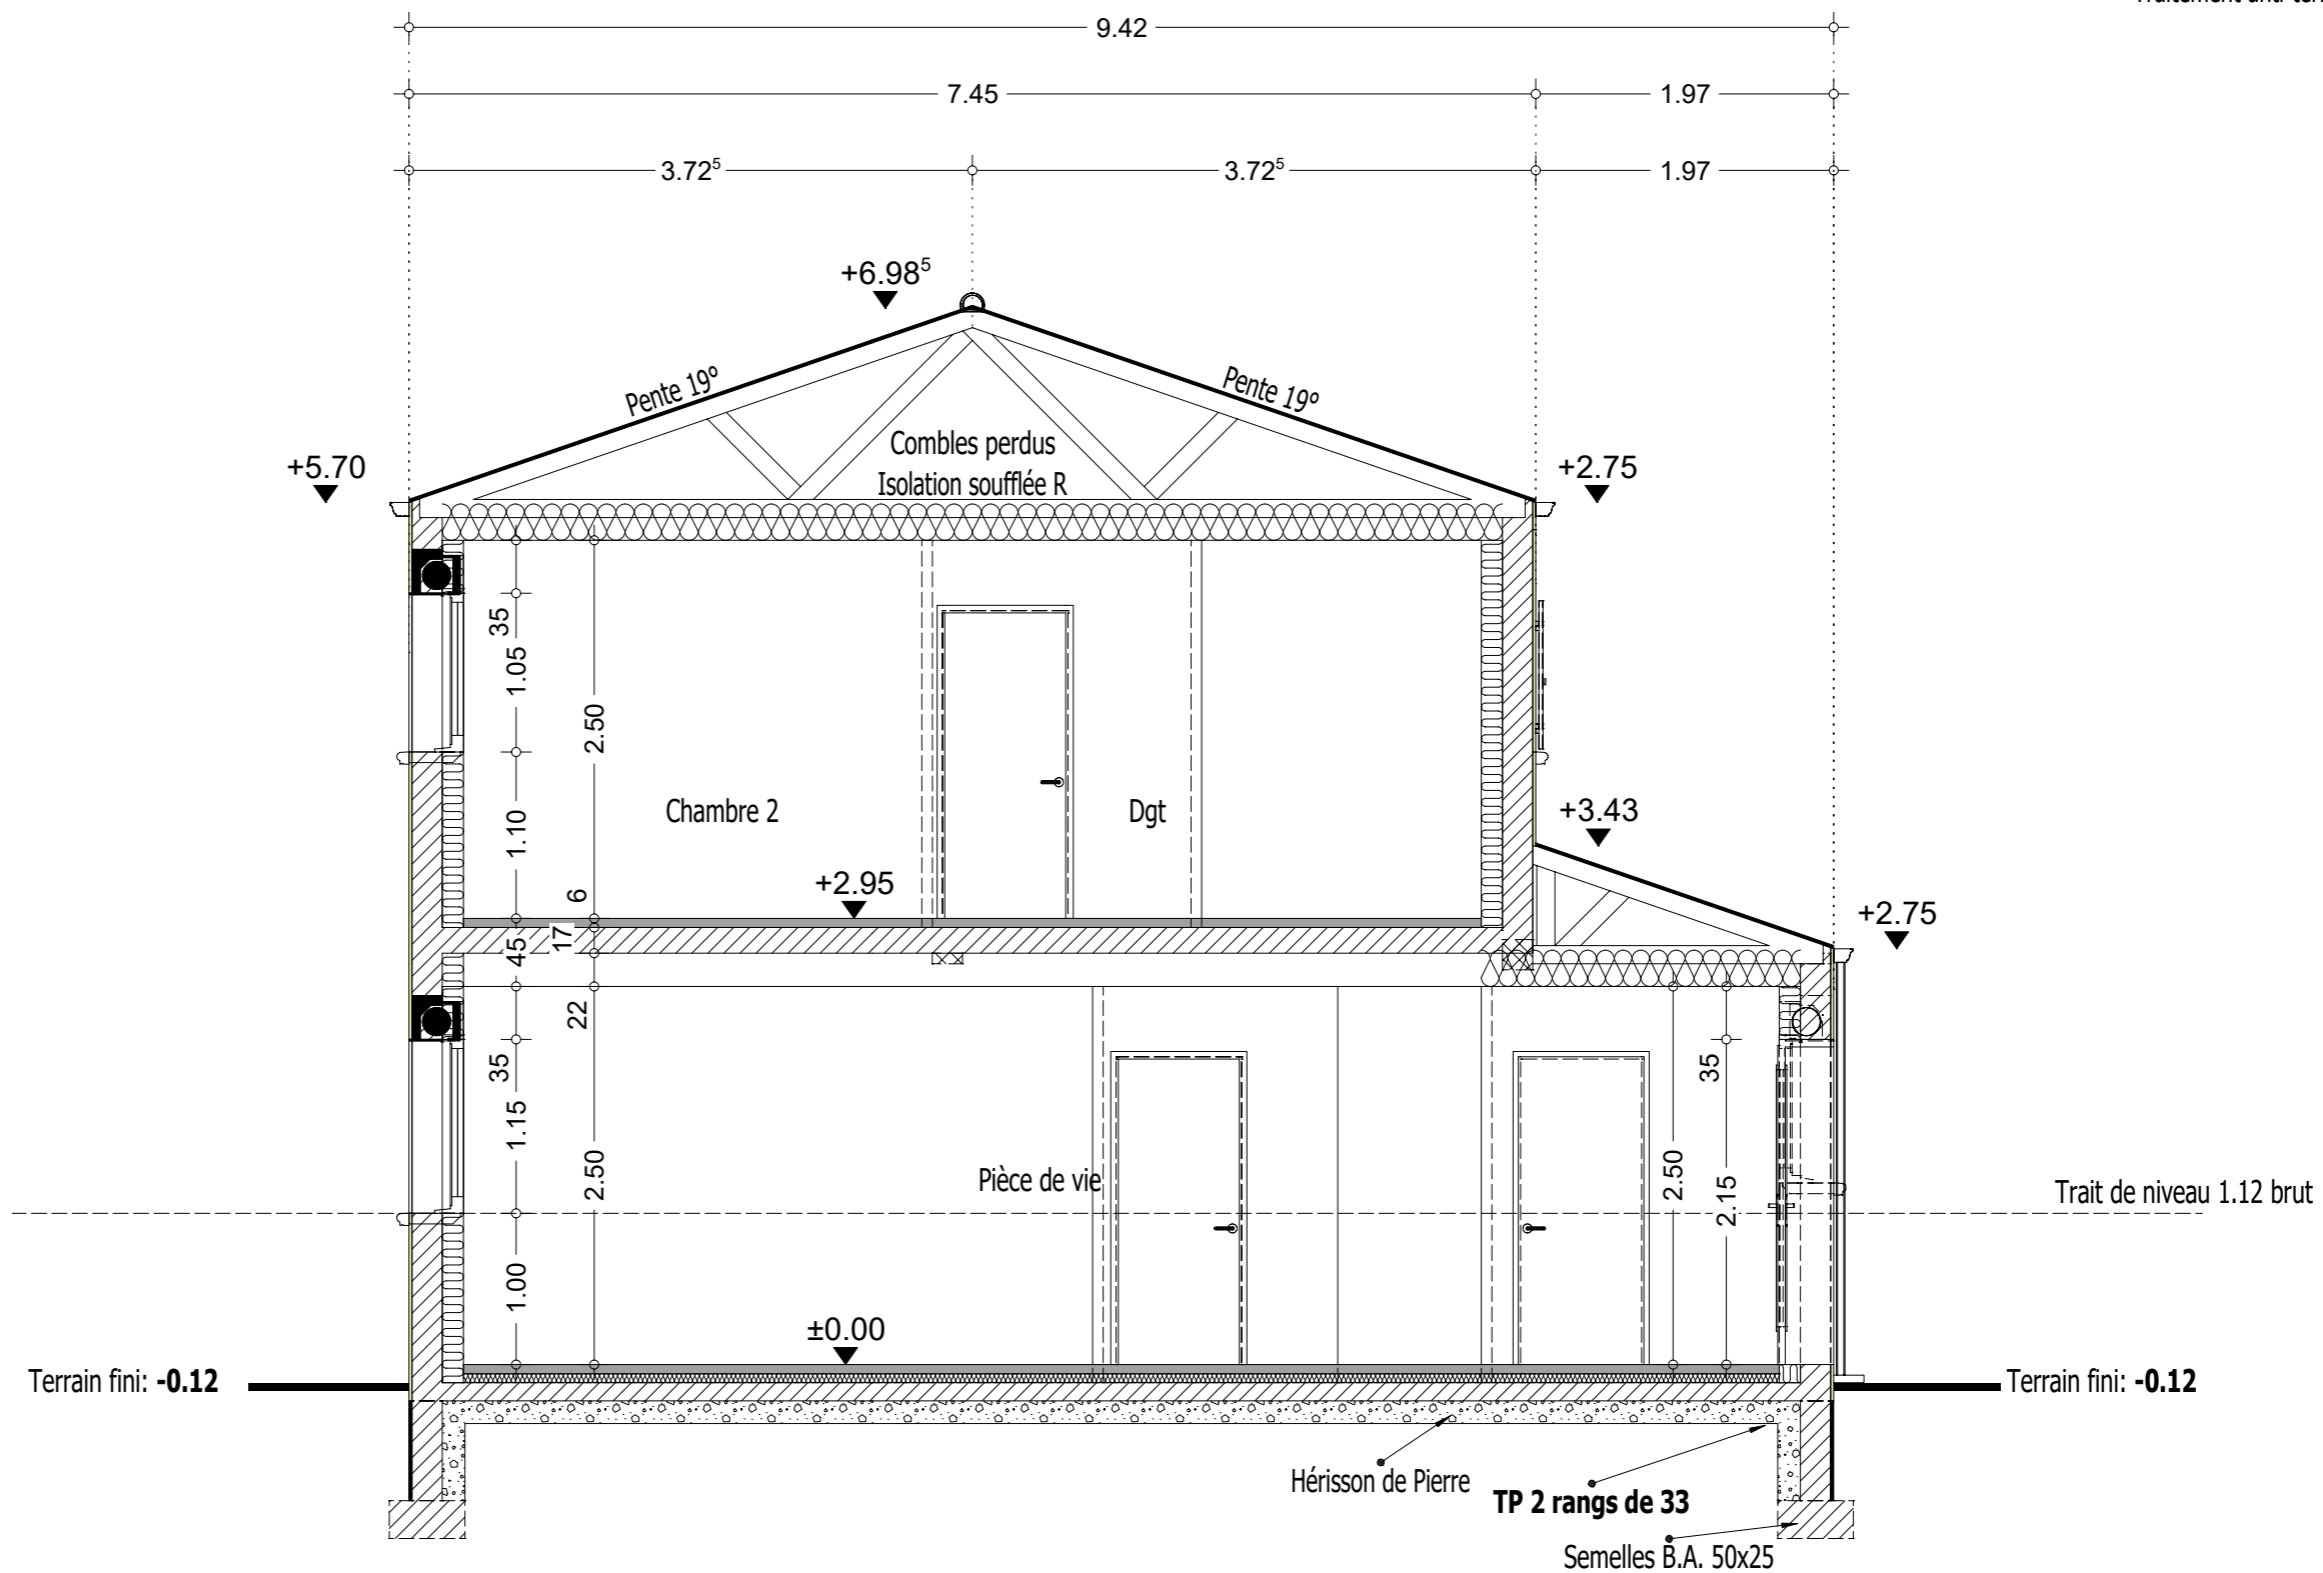 9.42
7.45
1.97
3.72⁵
3.72⁵
1.97
+6.98⁵
Pente 19º
Pente 19º
Combles perdus
Isolation soufflée R
+5.70
+2.75
35
1.05
2.50
1.10
Chambre 2
Dgt
+3.43
+2.95
6
+2.75
45
17
22
35
35
1.15
2.50
Pièce de vie
2.50
2.15
Trait de niveau 1.12 brut
1.00
±0.00
Terrain fini: -0.12
Terrain fini: -0.12
Hérisson de Pierre
TP 2 rangs de 33
Semelles B.A. 50x25